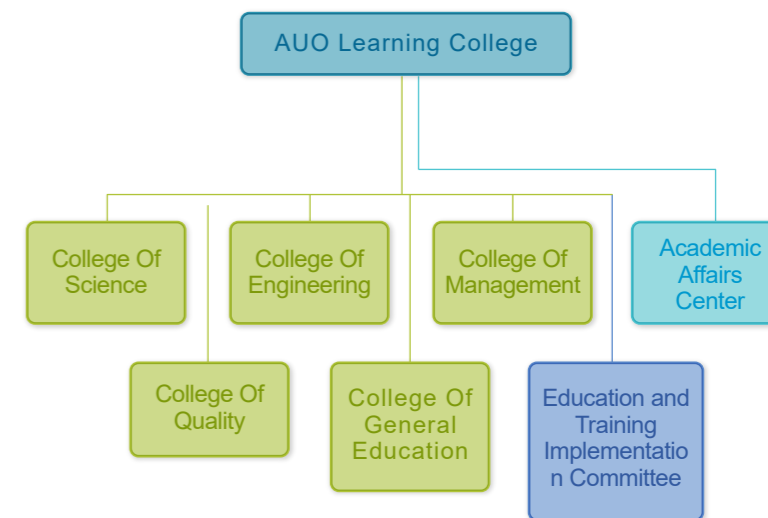 AUO Learning College
College Of
Science
College Of
Engineering
College Of
Management
Academic
Affairs
Center
College Of
Quality
College Of
General
Education
Education and
Training
Implementatio
n Committee